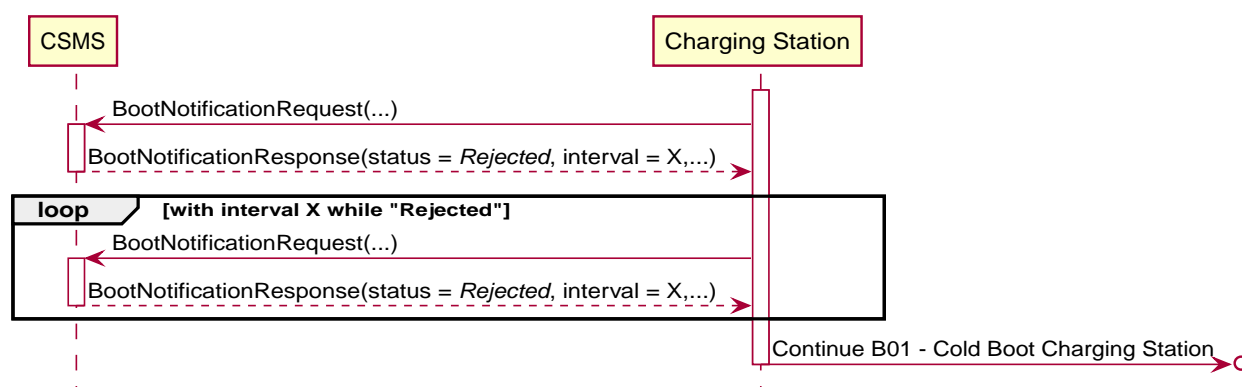 CSMS
Charging Station
BootNotificationRequest(...)
BootNotificationResponse(status = Rejected, interval = X,...)
loop
[with interval X while "Rejected"]
BootNotificationRequest(...)
BootNotificationResponse(status = Rejected, interval = X,...)
Continue B01 - Cold Boot Charging Station